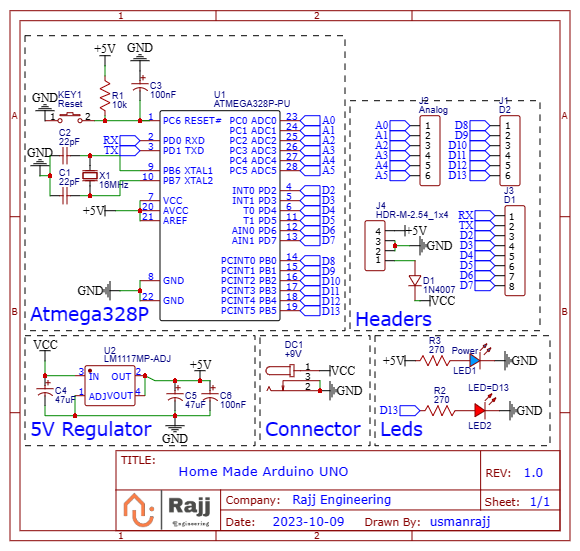 1
2
A
B
A
B
1
2
+5V
GND
C3
100nF
R1
10k
GND
KEY1
Reset
1
2
U1
ATMEGA328P-PU
1
PC6 RESET#
RX
TX
2
3
PD0 RXD
PD1 TXD
C2
22pF
GND
C1
22pF
X1
16MHz
9
10
PB6 XTAL1
PB7 XTAL2
+5V
7
20
21
VCC
AVCC
AREF
GND
8
22
GND
GND
PC0 ADC0 23 A0
PC1 ADC1 24 A1
PC2 ADC2 25 A2
PC3 ADC3 26 A3
PC4 ADC4 27 A4
PC5 ADC5 28 A5
INT0 PD2 4 D2
INT1 PD3 5 D3
T0 PD4 6 D4
T1 PD5 11 D5
AIN0 PD6 12 D6
AIN1 PD7 13 D7
PCINT0 PB0 14 D8
PCINT1 PB1 15 D9
PCINT2 PB2 16 D10
PCINT3 PB3 17 D11
PCINT4 PB4 18 D12
PCINT5 PB5 19 D13
Atmega328P
J2
Analog
A0 1
A1 2
A2 3
A3 4
A4 5
A5 6
J1
D2
D8 1
D9 2
D10 3
D11 4
D12 5
D13 6
J3
D1
RX 1
TX 2
D2 3
D3 4
D4 5
D5 6
D6 7
D7 8
J4
HDR-M-2.54_1x4
4
3
2
1
+5V
GND
D1
1N4007
VCC
Headers
VCC
U2
LM1117MP-ADJ
3
IN
OUT
2
1
ADJ
VOUT
4
+5V
C4
47uF
C5
47uF
C6
100nF
GND
5V Regulator
DC1
+9V
1
3
2
VCC
GND
Connector
R3
270
Power
+5V
LED1
GND
R2
270
LED=D13
D13
LED2
GND
Leds
TITLE:
Home Made Arduino UNO
REV: 1.0
Rajj
Engineering
Company: Rajj Engineering
Sheet: 1/1
Date: 2023-10-09
Drawn By: usmanrajj